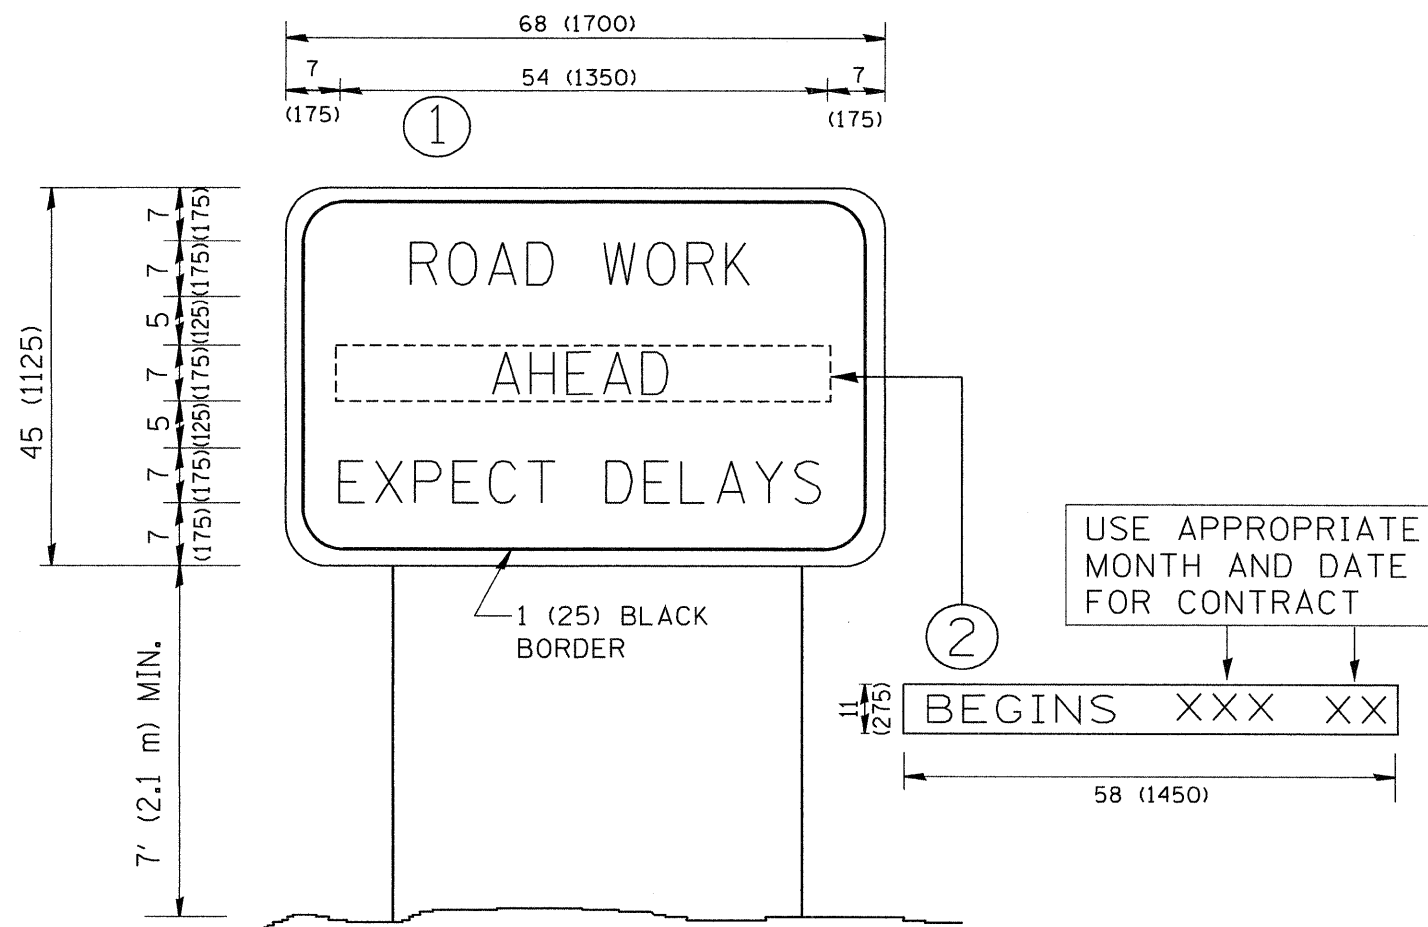 68 (1700)
7
54 (1350)
7
(175)
(175)
1
45 (1125)
7
(175)
7
(175)
5
(125)
7
(175)
5
(125)
7
(175)
7
(175)
ROAD WORK
AHEAD
EXPECT DELAYS
1 (25) BLACK
BORDER
7' (2.1 m) MIN.
USE APPROPRIATE
MONTH AND DATE
FOR CONTRACT
2
11
(275)
BEGINS XXX XX
58 (1450)